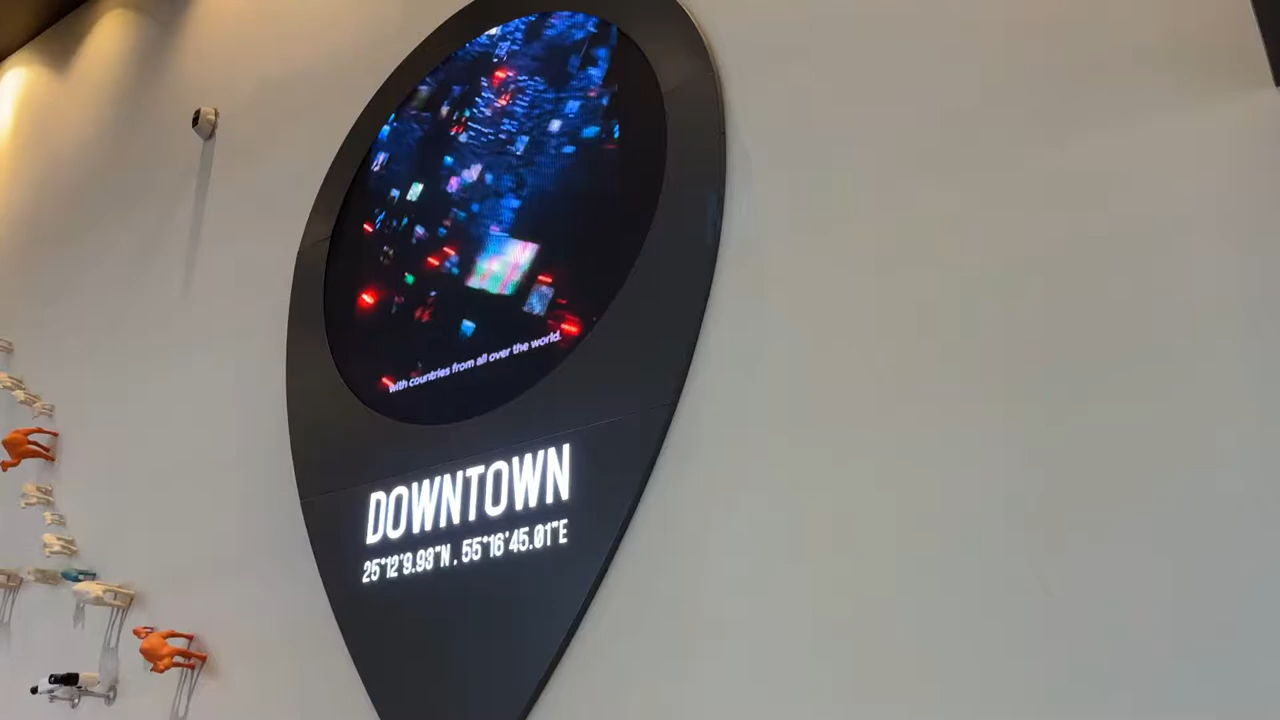 with countries from all over the world.
DOWNTOWN
25°12'9.93"N . 55°16'45.01"E